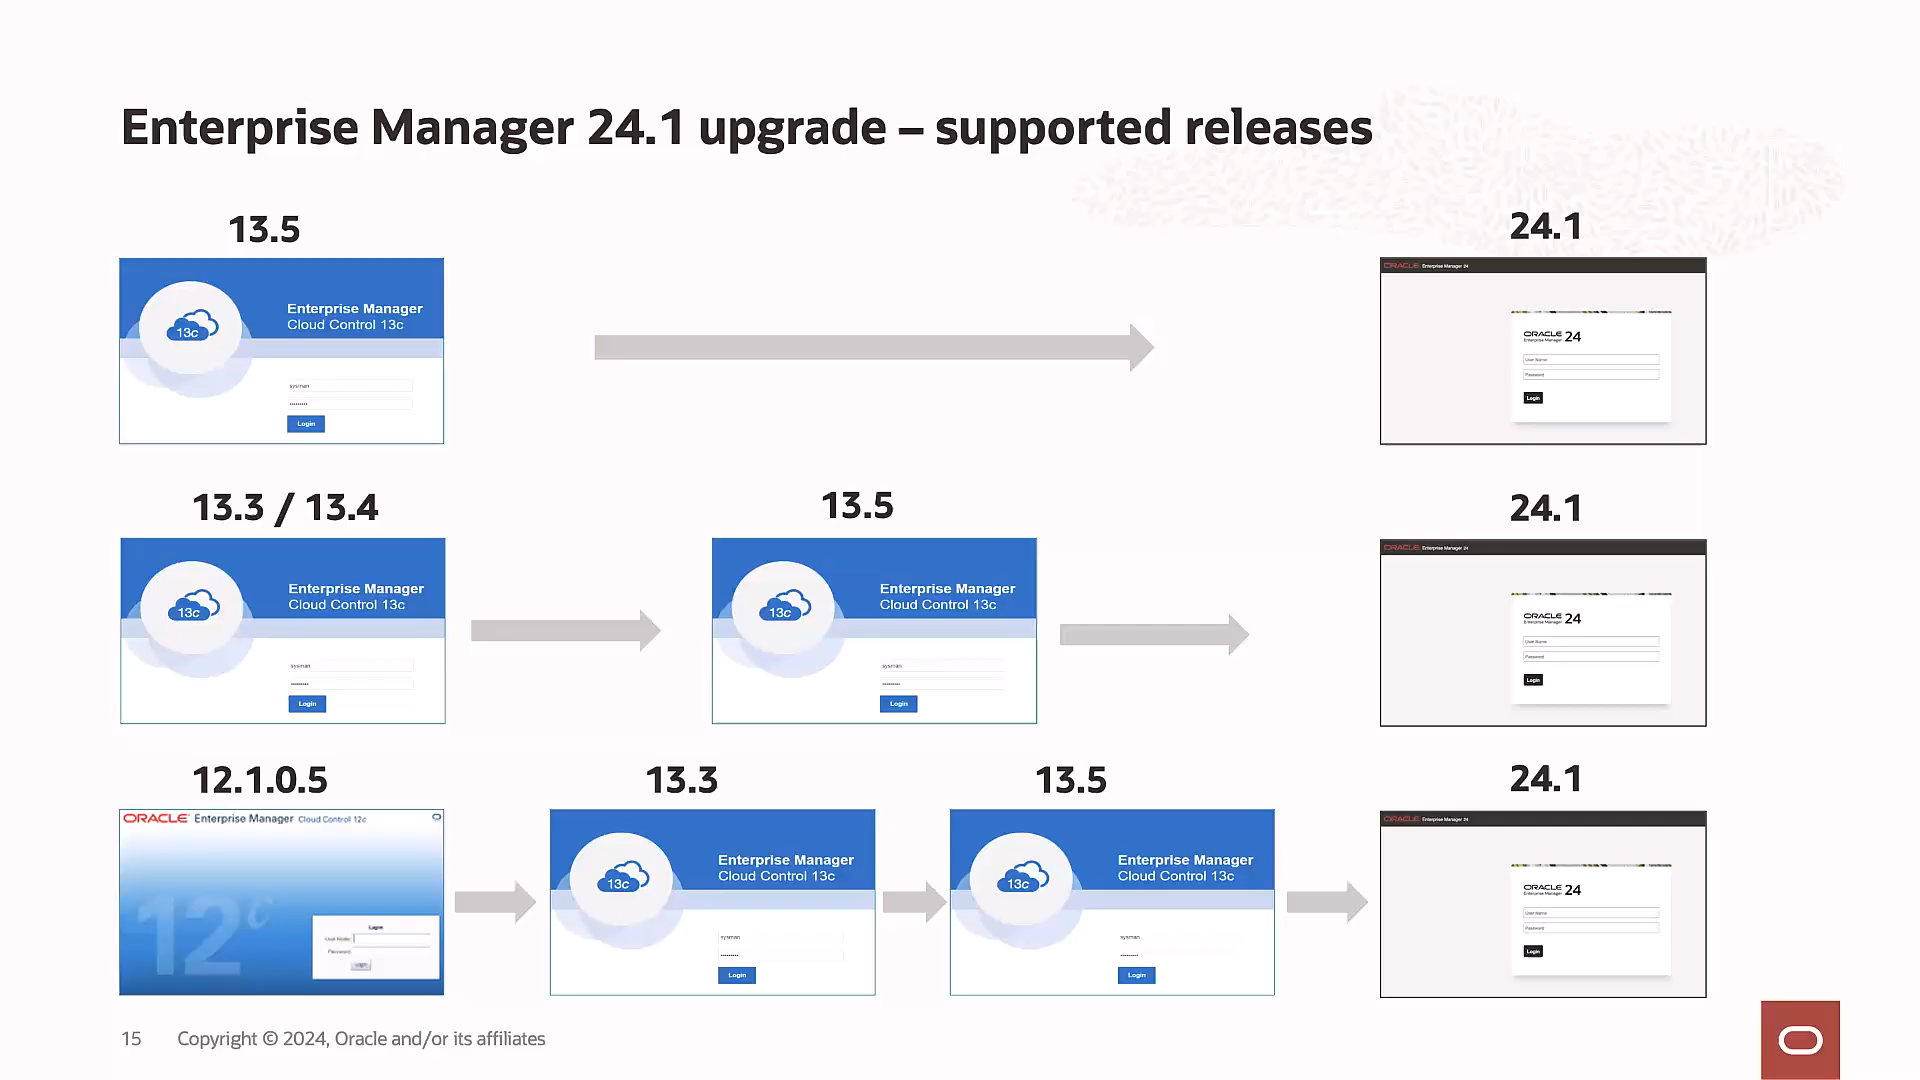 Enterprise Manager 24.1 upgrade – supported releases
13.5
24.1
13c
Enterprise Manager
Cloud Control 13c
sysman
Login
ORACLE Enterprise Manager 24
ORACLE
Enterprise Manager 24
User Name
Password
Login
13.3 / 13.4
13.5
24.1
13c
Enterprise Manager
Cloud Control 13c
sysman
Login
13c
Enterprise Manager
Cloud Control 13c
sysman
Login
ORACLE Enterprise Manager 24
ORACLE
Enterprise Manager 24
User Name
Password
Login
12.1.0.5
13.3
13.5
24.1
ORACLE Enterprise Manager Cloud Control 12c
12c
Login
User Name
Password
Login
13c
Enterprise Manager
Cloud Control 13c
sysman
Login
13c
Enterprise Manager
Cloud Control 13c
sysman
Login
ORACLE Enterprise Manager 24
ORACLE
Enterprise Manager 24
User Name
Password
Login
15 Copyright © 2024, Oracle and/or its affiliates